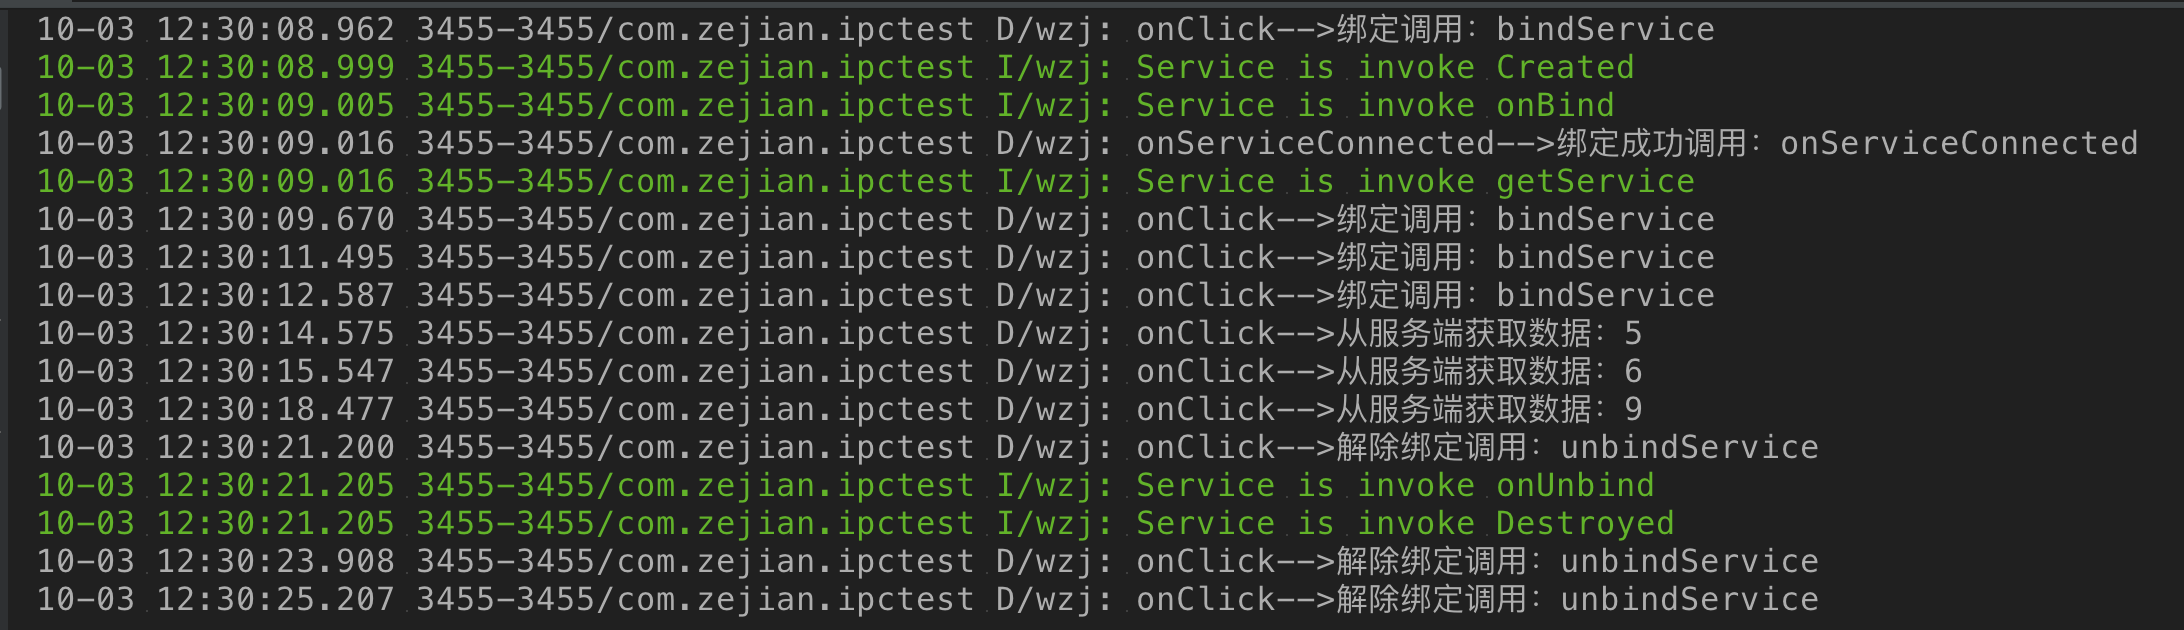 10-03 12:30:08.962 3455-3455/com.zejian.ipctest D/wzj: onClick-->绑定调用：bindService
10-03 12:30:08.999 3455-3455/com.zejian.ipctest I/wzj: Service is invoke Created
10-03 12:30:09.005 3455-3455/com.zejian.ipctest I/wzj: Service is invoke onBind
10-03 12:30:09.016 3455-3455/com.zejian.ipctest D/wzj: onServiceConnected-->绑定成功调用：onServiceConnected
10-03 12:30:09.016 3455-3455/com.zejian.ipctest I/wzj: Service is invoke getService
10-03 12:30:09.670 3455-3455/com.zejian.ipctest D/wzj: onClick-->绑定调用：bindService
10-03 12:30:11.495 3455-3455/com.zejian.ipctest D/wzj: onClick-->绑定调用：bindService
10-03 12:30:12.587 3455-3455/com.zejian.ipctest D/wzj: onClick-->绑定调用：bindService
10-03 12:30:14.575 3455-3455/com.zejian.ipctest D/wzj: onClick-->从服务端获取数据：5
10-03 12:30:15.547 3455-3455/com.zejian.ipctest D/wzj: onClick-->从服务端获取数据：6
10-03 12:30:18.477 3455-3455/com.zejian.ipctest D/wzj: onClick-->从服务端获取数据：9
10-03 12:30:21.200 3455-3455/com.zejian.ipctest D/wzj: onClick-->解除绑定调用：unbindService
10-03 12:30:21.205 3455-3455/com.zejian.ipctest I/wzj: Service is invoke onUnbind
10-03 12:30:21.205 3455-3455/com.zejian.ipctest I/wzj: Service is invoke Destroyed
10-03 12:30:23.908 3455-3455/com.zejian.ipctest D/wzj: onClick-->解除绑定调用：unbindService
10-03 12:30:25.207 3455-3455/com.zejian.ipctest D/wzj: onClick-->解除绑定调用：unbindService